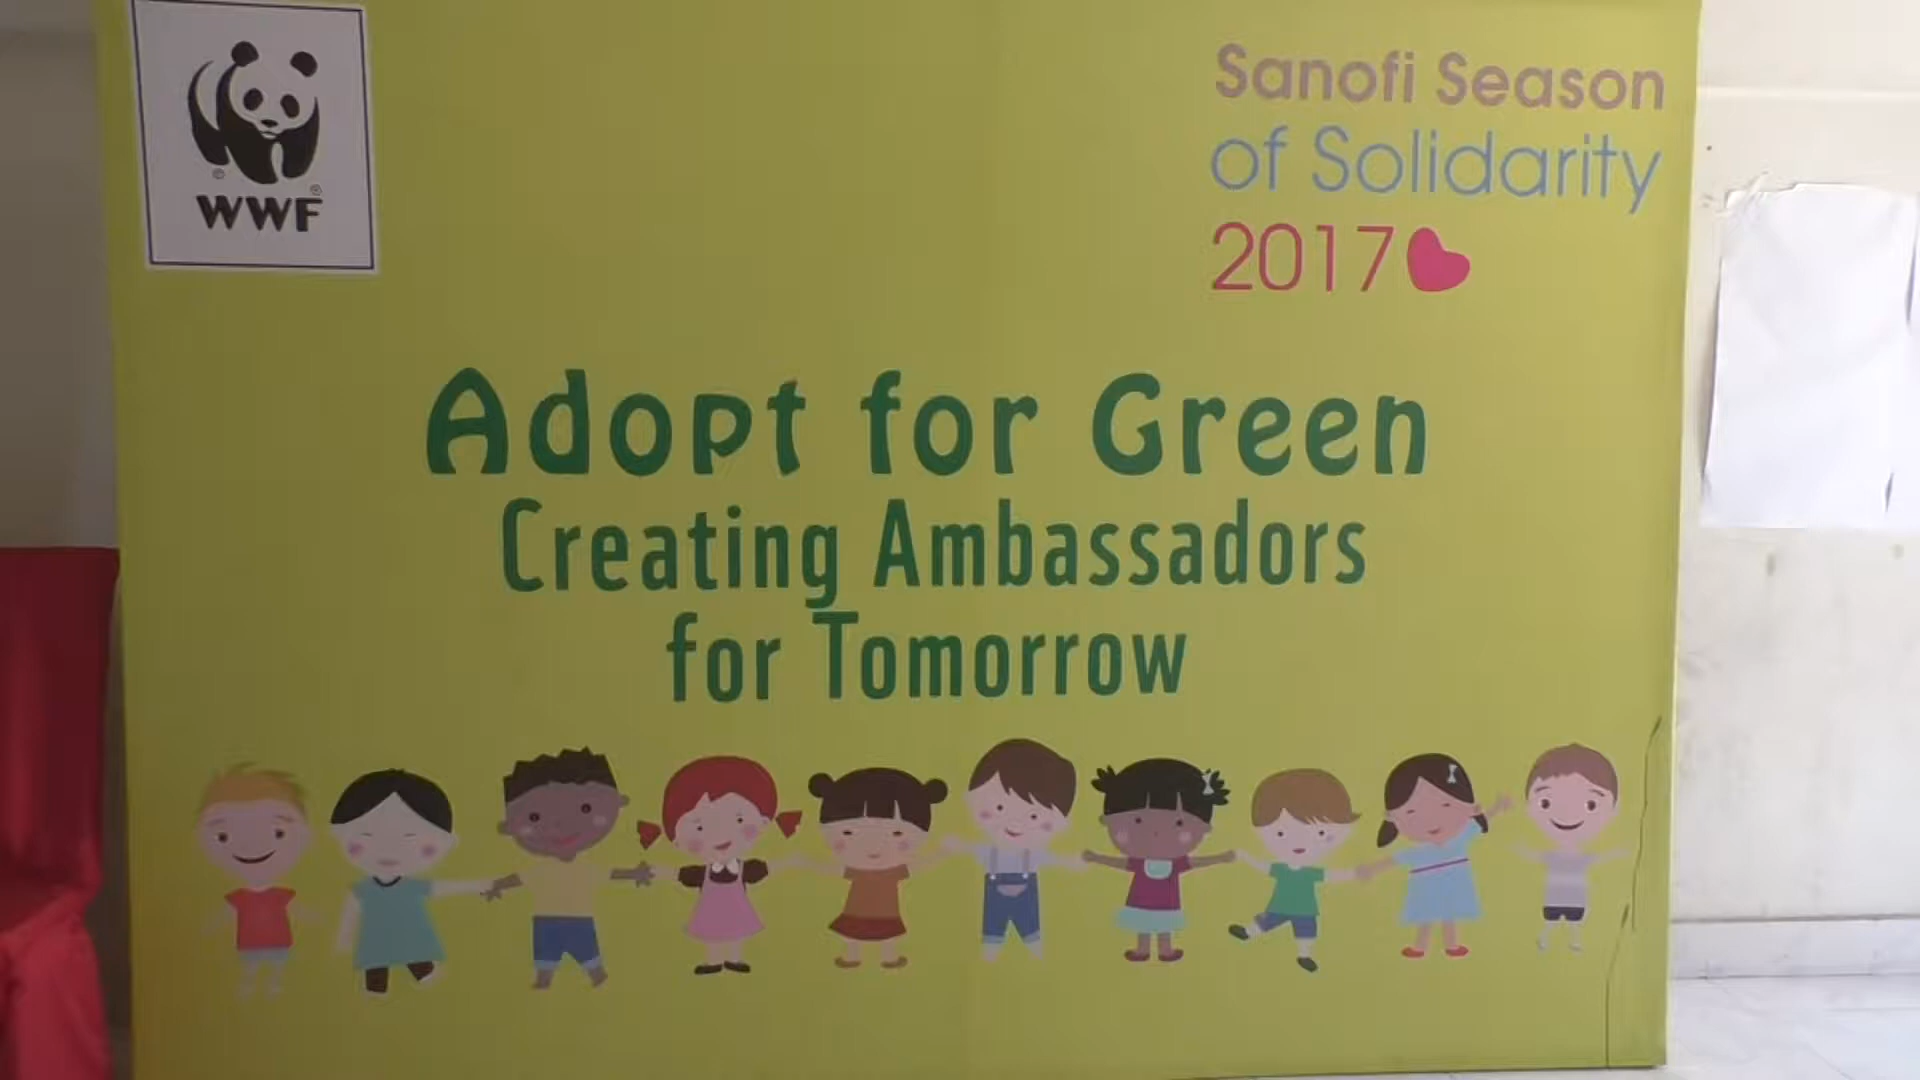 WWF
Sanofi Season
of Solidarity
2017
Adopt for Green
Creating Ambassadors
for Tomorrow